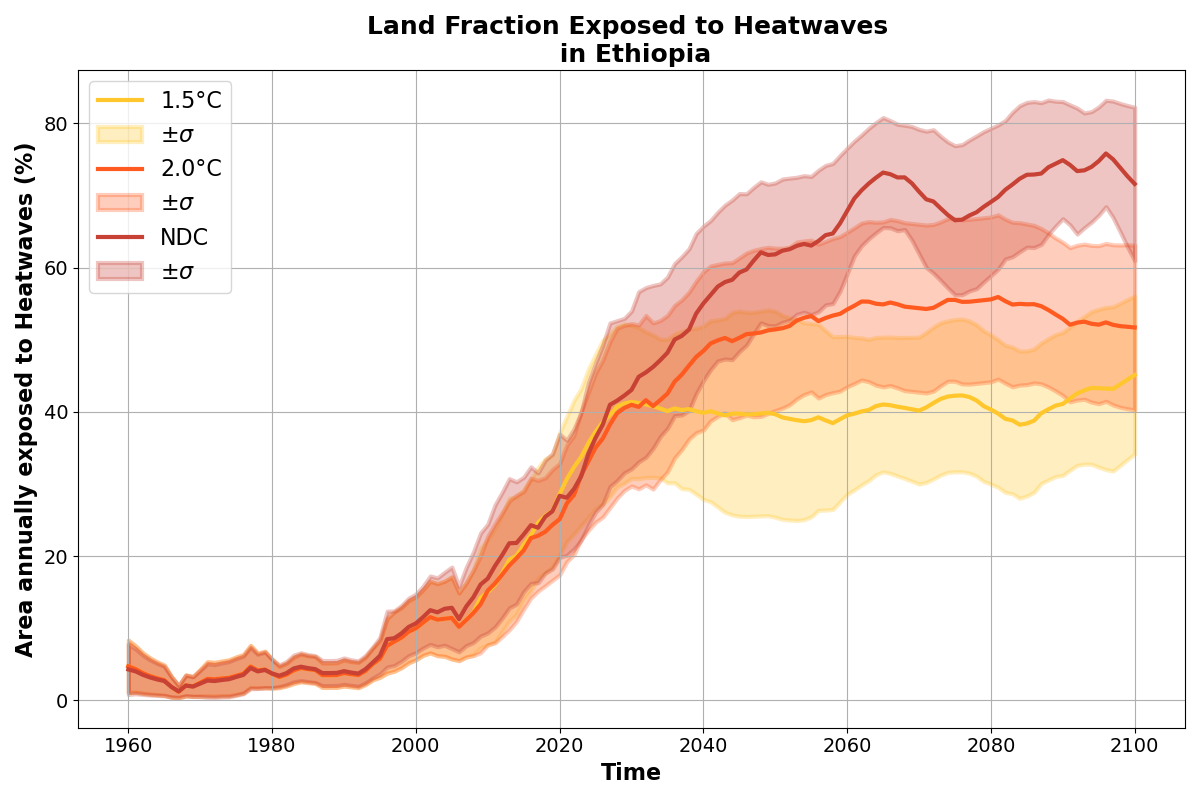 Land Fraction Exposed to Heatwaves
in Ethiopia
Area annually exposed to Heatwaves (%)
80
60
40
20
0
1.5°C
±σ
2.0°C
±σ
NDC
±σ
1960 1980 2000 2020 2040 2060 2080 2100
Time